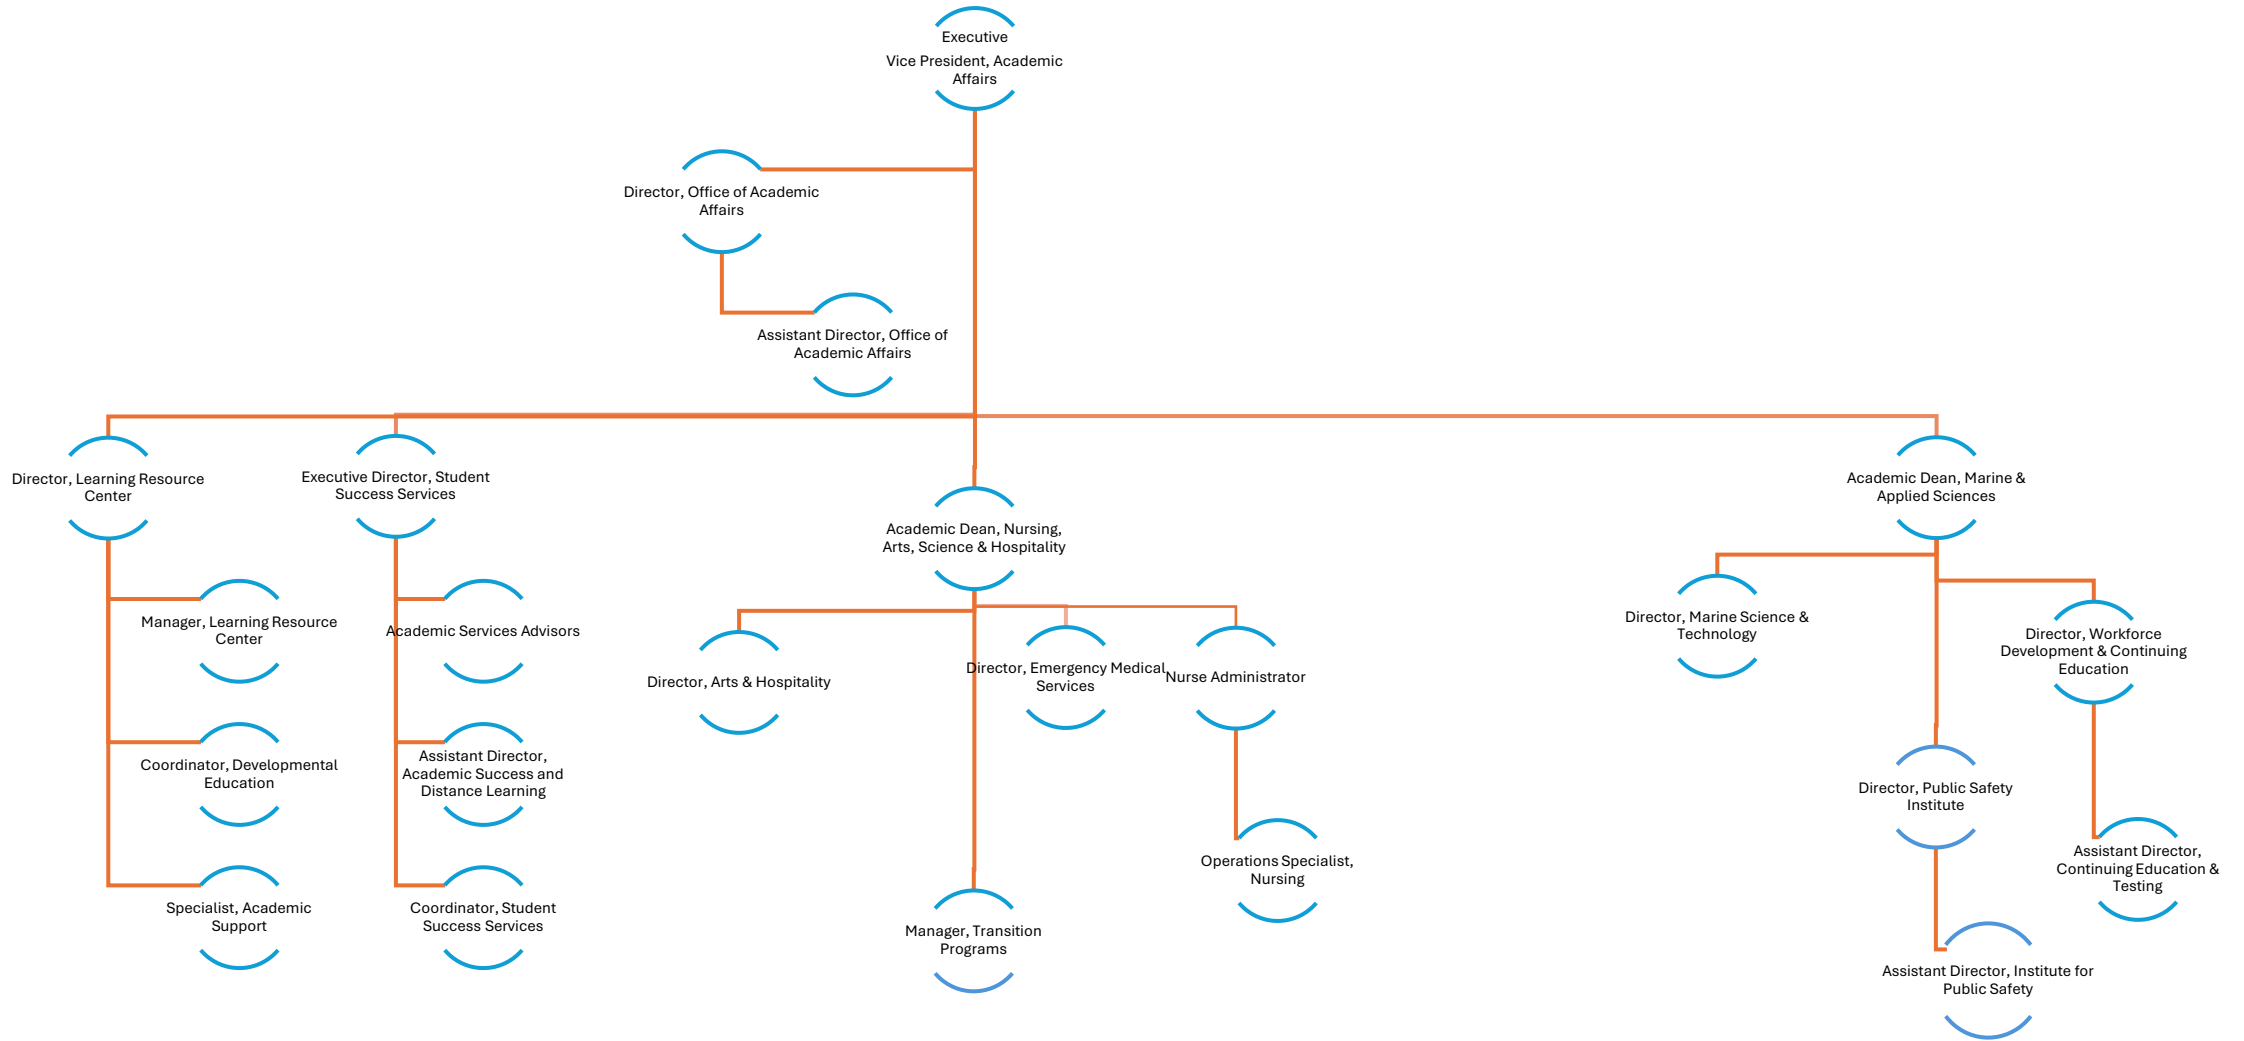 Executive
Vice President, Academic
Affairs
Director, Office of Academic
Affairs
Assistant Director, Office of
Academic Affairs
Director, Learning Resource
Center
Executive Director, Student
Success Services
Academic Dean, Nursing,
Arts, Science & Hospitality
Academic Dean, Marine &
Applied Sciences
Manager, Learning Resource
Center
Coordinator, Developmental
Education
Specialist, Academic
Support
Academic Services Advisors
Assistant Director,
Academic Success and
Distance Learning
Coordinator, Student
Success Services
Director, Arts & Hospitality
Director, Emergency Medical
Services
Nurse Administrator
Operations Specialist,
Nursing
Manager, Transition
Programs
Director, Marine Science &
Technology
Director, Workforce
Development & Continuing
Education
Director, Public Safety
Institute
Assistant Director,
Continuing Education &
Testing
Assistant Director, Institute for
Public Safety